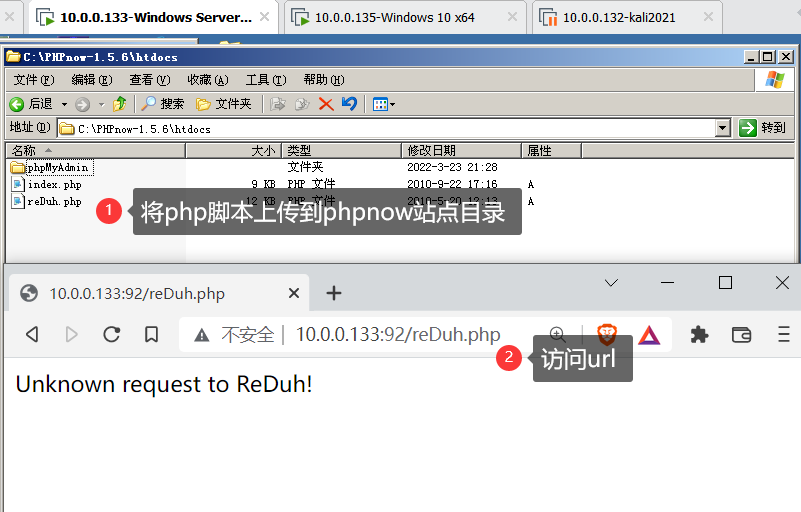 10.0.0.133-Windows Server...
10.0.0.135-Windows 10 x64
10.0.0.132-kali2021
C:\PHPnow-1.5.6\htdocs
文件(F) 编辑(E) 查看(V) 收藏(A) 工具(T) 帮助(H)
后退 搜索 文件夹
地址(D) C:\PHPnow-1.5.6\htdocs 转到
名称 大小 类型 修改日期 属性
phpMyAdmin 文件夹 2022-3-23 21:28
index.php 9 KB PHP 文件 2010-9-22 17:16 A
reDuh.php 12 KB PHP 文件 2010-5-20 12:13 A
1 将php脚本上传到phpnow站点目录
10.0.0.133:92/reDuh.php
不安全 10.0.0.133:92/reDuh.php
2 访问url
Unknown request to ReDuh!